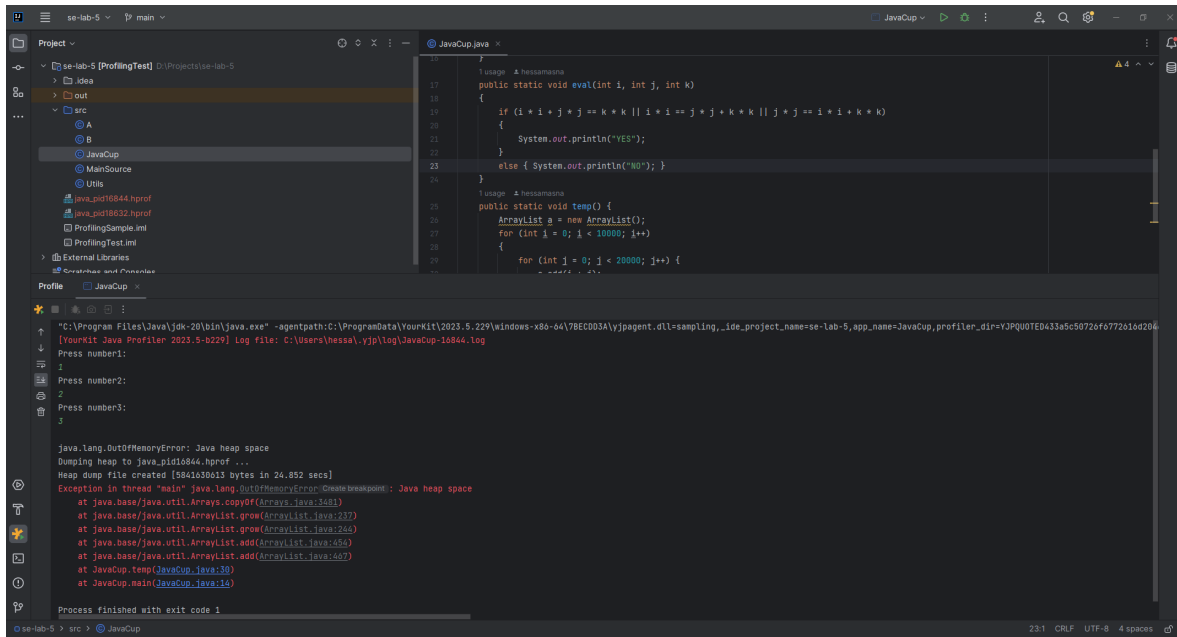 se-lab-5 main JavaCup
Project
JavaCup.java
se-lab-5 [ProfilingTest] D:\Projects\se-lab-5
.idea
out
src
A
B
JavaCup
MainSource
Utils
java_pid16844.hprof
java_pid18632.hprof
ProfilingSample.iml
ProfilingTest.iml
External Libraries
Scratches and Consoles
4
16 }
1 usage hessamasna
17 public static void eval(int i, int j, int k)
18 {
19 if (i * i + j * j == k * k || i * i == j * j + k * k || j * j == i * i + k * k)
20 {
21 System.out.println("YES");
22 }
23 else { System.out.println("NO"); }
24 }
1 usage hessamasna
25 public static void temp() {
26 ArrayList a = new ArrayList();
27 for (int i = 0; i < 10000; i++)
28 {
29 for (int j = 0; j < 20000; j++) {
Profile JavaCup
"C:\Program Files\Java\jdk-20\bin\java.exe" -agentpath:C:\ProgramData\YourKit\2023.5.229\windows-x86-64\7BECDD3A\yjpagent.dll=sampling,_ide_project_name=se-lab-5,app_name=JavaCup,profiler_dir=YJPQUOTED433a5c50726f6772616d204
[YourKit Java Profiler 2023.5-b229] Log file: C:\Users\hessa\.yjp\log\JavaCup-16844.log
Press number1:
1
Press number2:
2
Press number3:
3
java.lang.OutOfMemoryError: Java heap space
Dumping heap to java_pid16844.hprof ...
Heap dump file created [5841630613 bytes in 24.852 secs]
Exception in thread "main" java.lang.OutOfMemoryError Create breakpoint : Java heap space
at java.base/java.util.Arrays.copyOf(Arrays.java:3481)
at java.base/java.util.ArrayList.grow(ArrayList.java:237)
at java.base/java.util.ArrayList.grow(ArrayList.java:244)
at java.base/java.util.ArrayList.add(ArrayList.java:454)
at java.base/java.util.ArrayList.add(ArrayList.java:467)
at JavaCup.temp(JavaCup.java:30)
at JavaCup.main(JavaCup.java:14)
Process finished with exit code 1
se-lab-5 > src > JavaCup
23:1 CRLF UTF-8 4 spaces